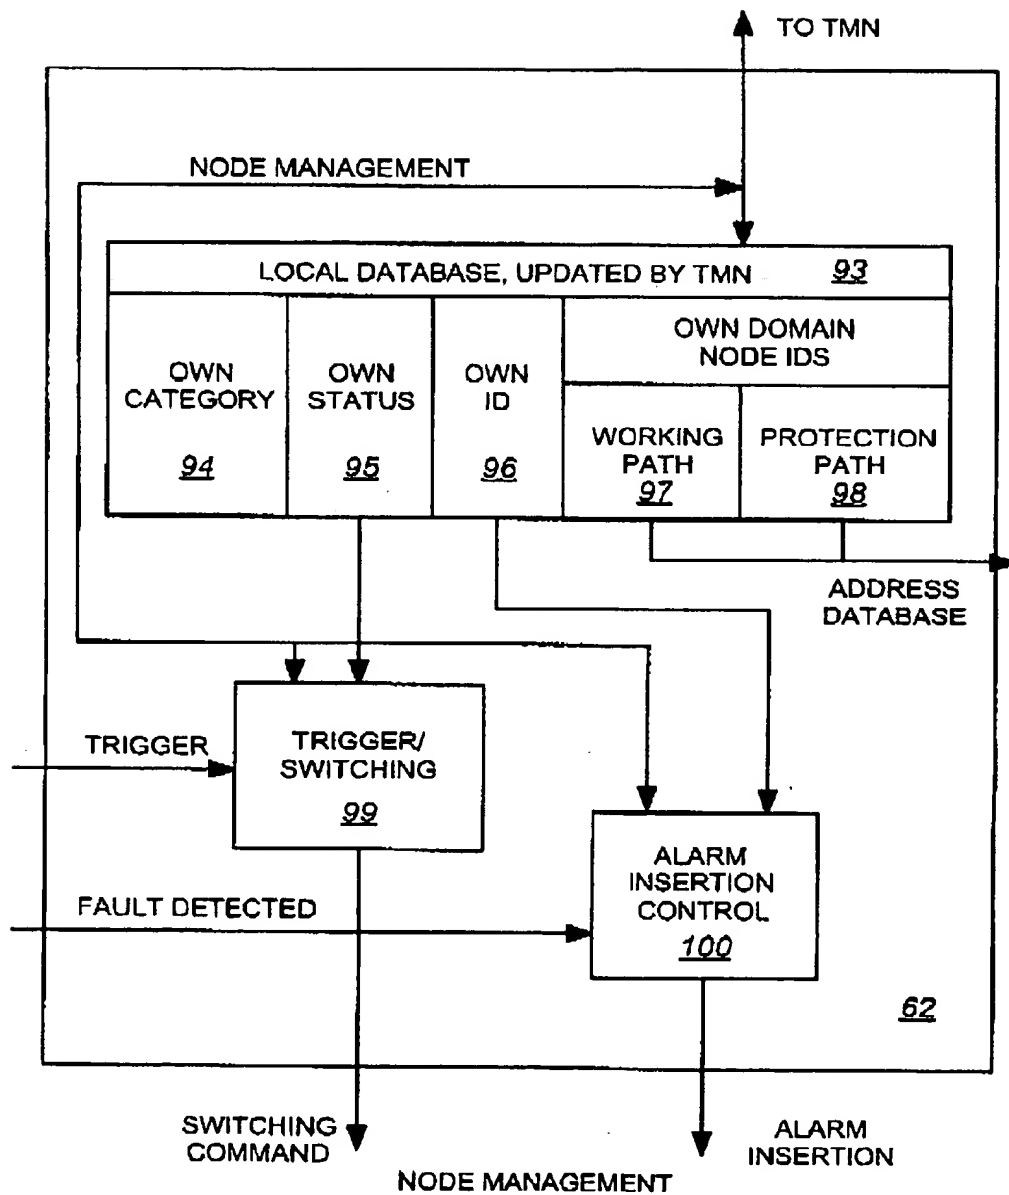 TO TMN
NODE MANAGEMENT
LOCAL DATABASE, UPDATED BY TMN 93
OWN DOMAIN
NODE IDS
OWN
CATEGORY
94
OWN
STATUS
95
OWN
ID
96
WORKING
PATH
97
PROTECTION
PATH
98
ADDRESS
DATABASE
TRIGGER
TRIGGER/
SWITCHING
99
FAULT DETECTED
ALARM
INSERTION
CONTROL
100
62
SWITCHING
COMMAND
ALARM
INSERTION
NODE MANAGEMENT